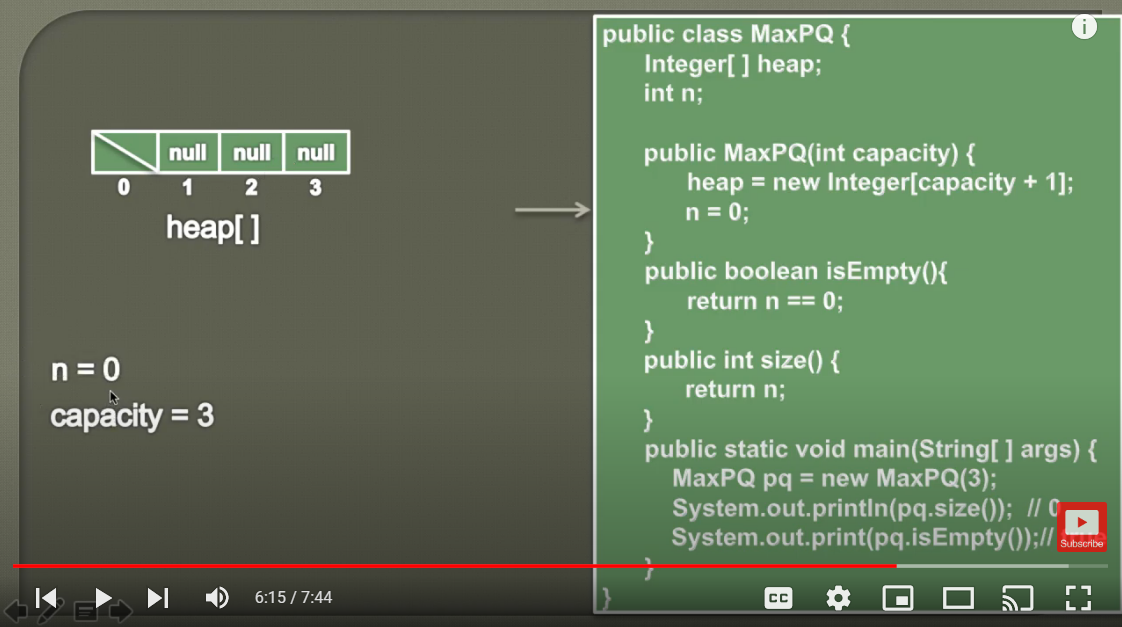 null null null
0 1 2 3
heap[ ]
n = 0
capacity = 3
public class MaxPQ {
Integer[ ] heap;
int n;
public MaxPQ(int capacity) {
heap = new Integer[capacity + 1];
n = 0;
}
public boolean isEmpty(){
return n == 0;
}
public int size() {
return n;
}
public static void main(String[ ] args) {
MaxPQ pq = new MaxPQ(3);
System.out.println(pq.size()); // 0
System.out.print(pq.isEmpty());//
}
}
i
Subscribe
6:15 / 7:44
CC